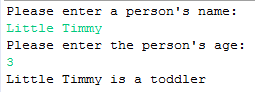 Please enter a person's name:
Little Timmy
Please enter the person's age:
3
Little Timmy is a toddler